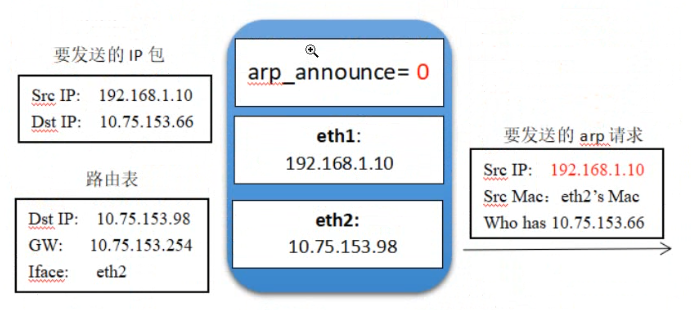 要发送的 IP 包
Src IP: 192.168.1.10
Dst IP: 10.75.153.66
路由表
Dst IP: 10.75.153.98
GW: 10.75.153.254
Iface: eth2
arp_announce= 0
eth1:
192.168.1.10
eth2:
10.75.153.98
要发送的 arp 请求
Src IP: 192.168.1.10
Src Mac：eth2's Mac
Who has 10.75.153.66